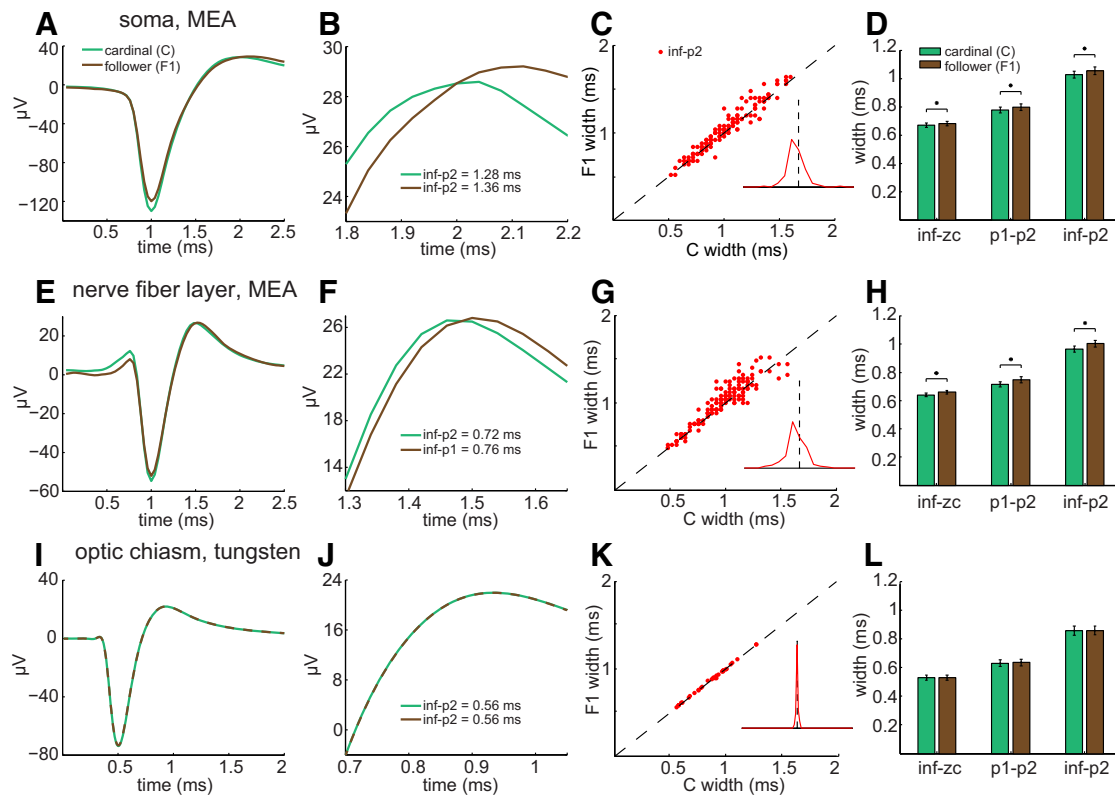 A
soma, MEA
40
0
−40
−80
−120
μV
cardinal (C)
follower (F1)
0.5
1
1.5
2
2.5
time (ms)
B
29
27
25
23
μV
inf-p2 = 1.28 ms
inf-p2 = 1.36 ms
1.8
1.9
2
2.1
2.2
time (ms)
C
2
1
F1 width (ms)
inf-p2
0.5
1
1.5
2
C width (ms)
D
1.2
1
0.8
0.6
0.4
0.2
width (ms)
cardinal (C)
follower (F1)
inf-zc
p1-p2
inf-p2
E
nerve fiber layer, MEA
20
0
−20
−40
60
μV
0.5
1
1.5
2
2.5
time (ms)
F
26
22
18
14
μV
inf-p2 = 0.72 ms
inf-p1 = 0.76 ms
1.3
1.4
1.5
1.6
time (ms)
G
2
1
F1 width (ms)
0.5
1
1.5
2
C width (ms)
H
1.2
1
0.8
0.6
0.4
0.2
width (ms)
inf-zc
p1-p2
inf-p2
I
optic chiasm, tungsten
40
0
−40
−80
μV
0.5
1
1.5
2
time (ms)
J
24
16
8
0
μV
inf-p2 = 0.56 ms
inf-p2 = 0.56 ms
0.7
0.8
0.9
1
time (ms)
K
2
1
F1 width (ms)
0.5
1
1.5
2
C width (ms)
L
1.2
1
0.8
0.6
0.4
0.2
width (ms)
inf-zc
p1-p2
inf-p2